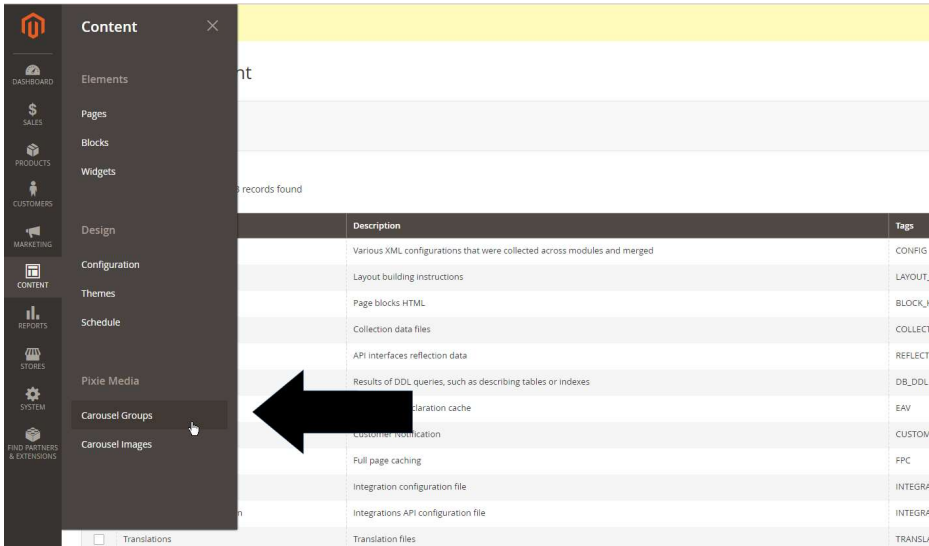 DASHBOARD
SALES
PRODUCTS
CUSTOMERS
MARKETING
CONTENT
REPORTS
STORES
SYSTEM
FIND PARTNERS
& EXTENSIONS
Content
Elements
Pages
Blocks
Widgets
Design
Configuration
Themes
Schedule
Pixie Media
Carousel Groups
Carousel Images
nt
records found
Description Tags
Various XML configurations that were collected across modules and merged CONFIG
Layout building instructions LAYOUT_
Page blocks HTML BLOCK_
Collection data files COLLECT
API interfaces reflection data REFLECT
Results of DDL queries, such as describing tables or indexes DB_DDL
claration cache EAV
Customer Notification CUSTOM
Full page caching FPC
Integration configuration file INTEGRA
n Integrations API configuration file INTEGRA
Translations Translation files TRANSLA